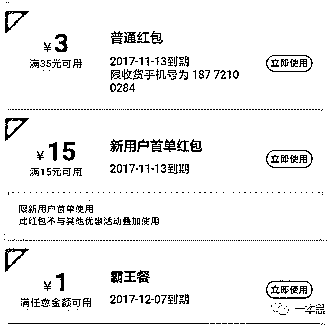 ¥3
满35元可用
普通红包
2017-11-13到期
限收货手机号为 187 7210
0284
立即使用
¥15
满15元可用
新用户首单红包
2017-11-13到期
立即使用
限新用户首单使用
此红包不与其他优惠活动叠加使用
¥1
满任意金额可用
霸王餐
2017-12-07到期
立即使用